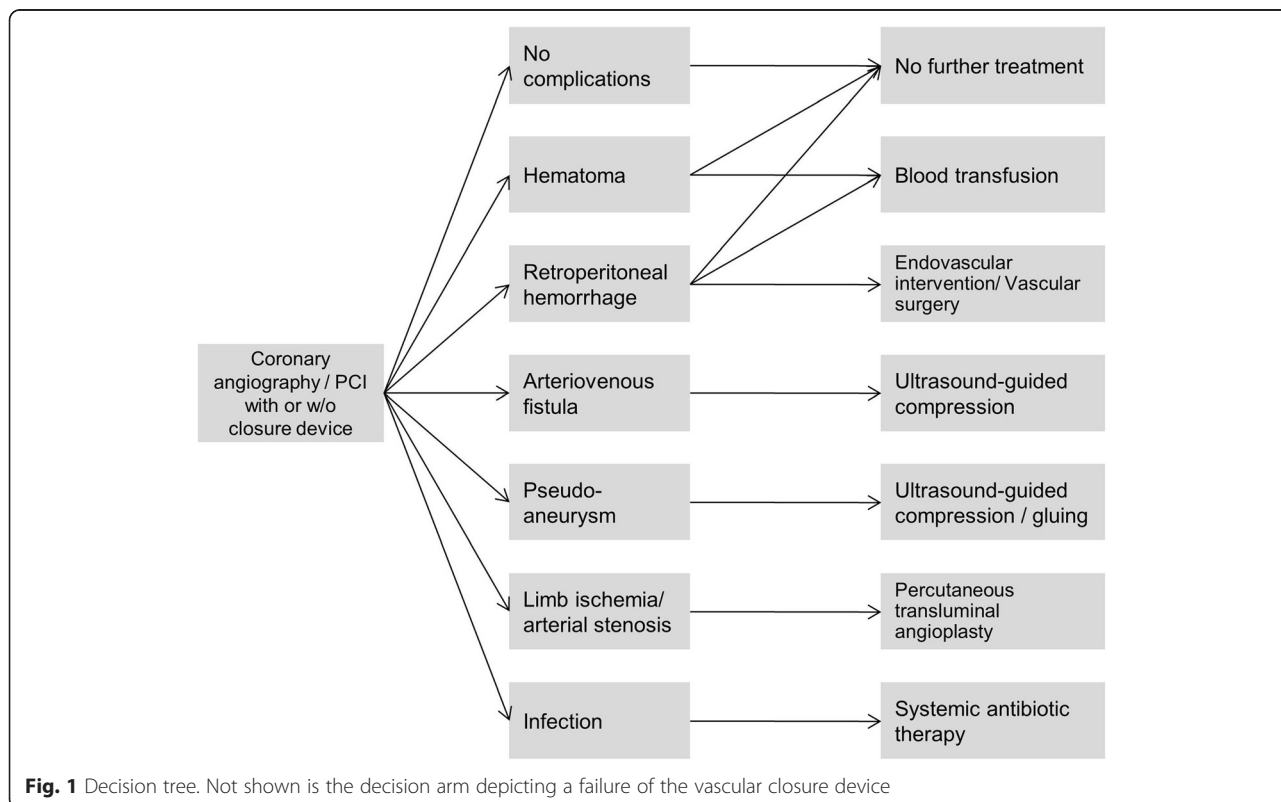 No
complications
No further treatment
Hematoma
Blood transfusion
Retroperitoneal
hemorrhage
Endovascular
intervention/ Vascular
surgery
Coronary
angiography / PCI
with or w/o
closure device
Arteriovenous
fistula
Ultrasound-guided
compression
Pseudo-
aneurysm
Ultrasound-guided
compression / gluing
Limb ischemia/
arterial stenosis
Percutaneous
transluminal
angioplasty
Infection
Systemic antibiotic
therapy
Fig. 1 Decision tree. Not shown is the decision arm depicting a failure of the vascular closure device